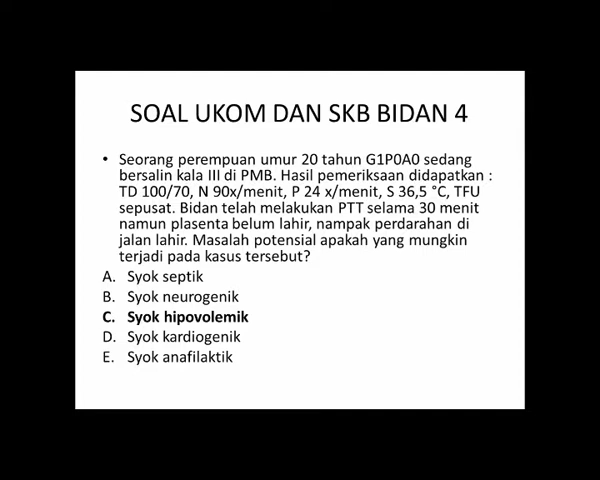 SOAL UKOM DAN SKB BIDAN 4
• Seorang perempuan umur 20 tahun G1P0A0 sedang
bersalin kala III di PMB. Hasil pemeriksaan didapatkan :
TD 100/70, N 90x/menit, P 24 x/menit, S 36,5 °C, TFU
sepusat. Bidan telah melakukan PTT selama 30 menit
namun plasenta belum lahir, nampak perdarahan di
jalan lahir. Masalah potensial apakah yang mungkin
terjadi pada kasus tersebut?
A. Syok septik
B. Syok neurogenik
C. Syok hipovolemik
D. Syok kardiogenik
E. Syok anafilaktik